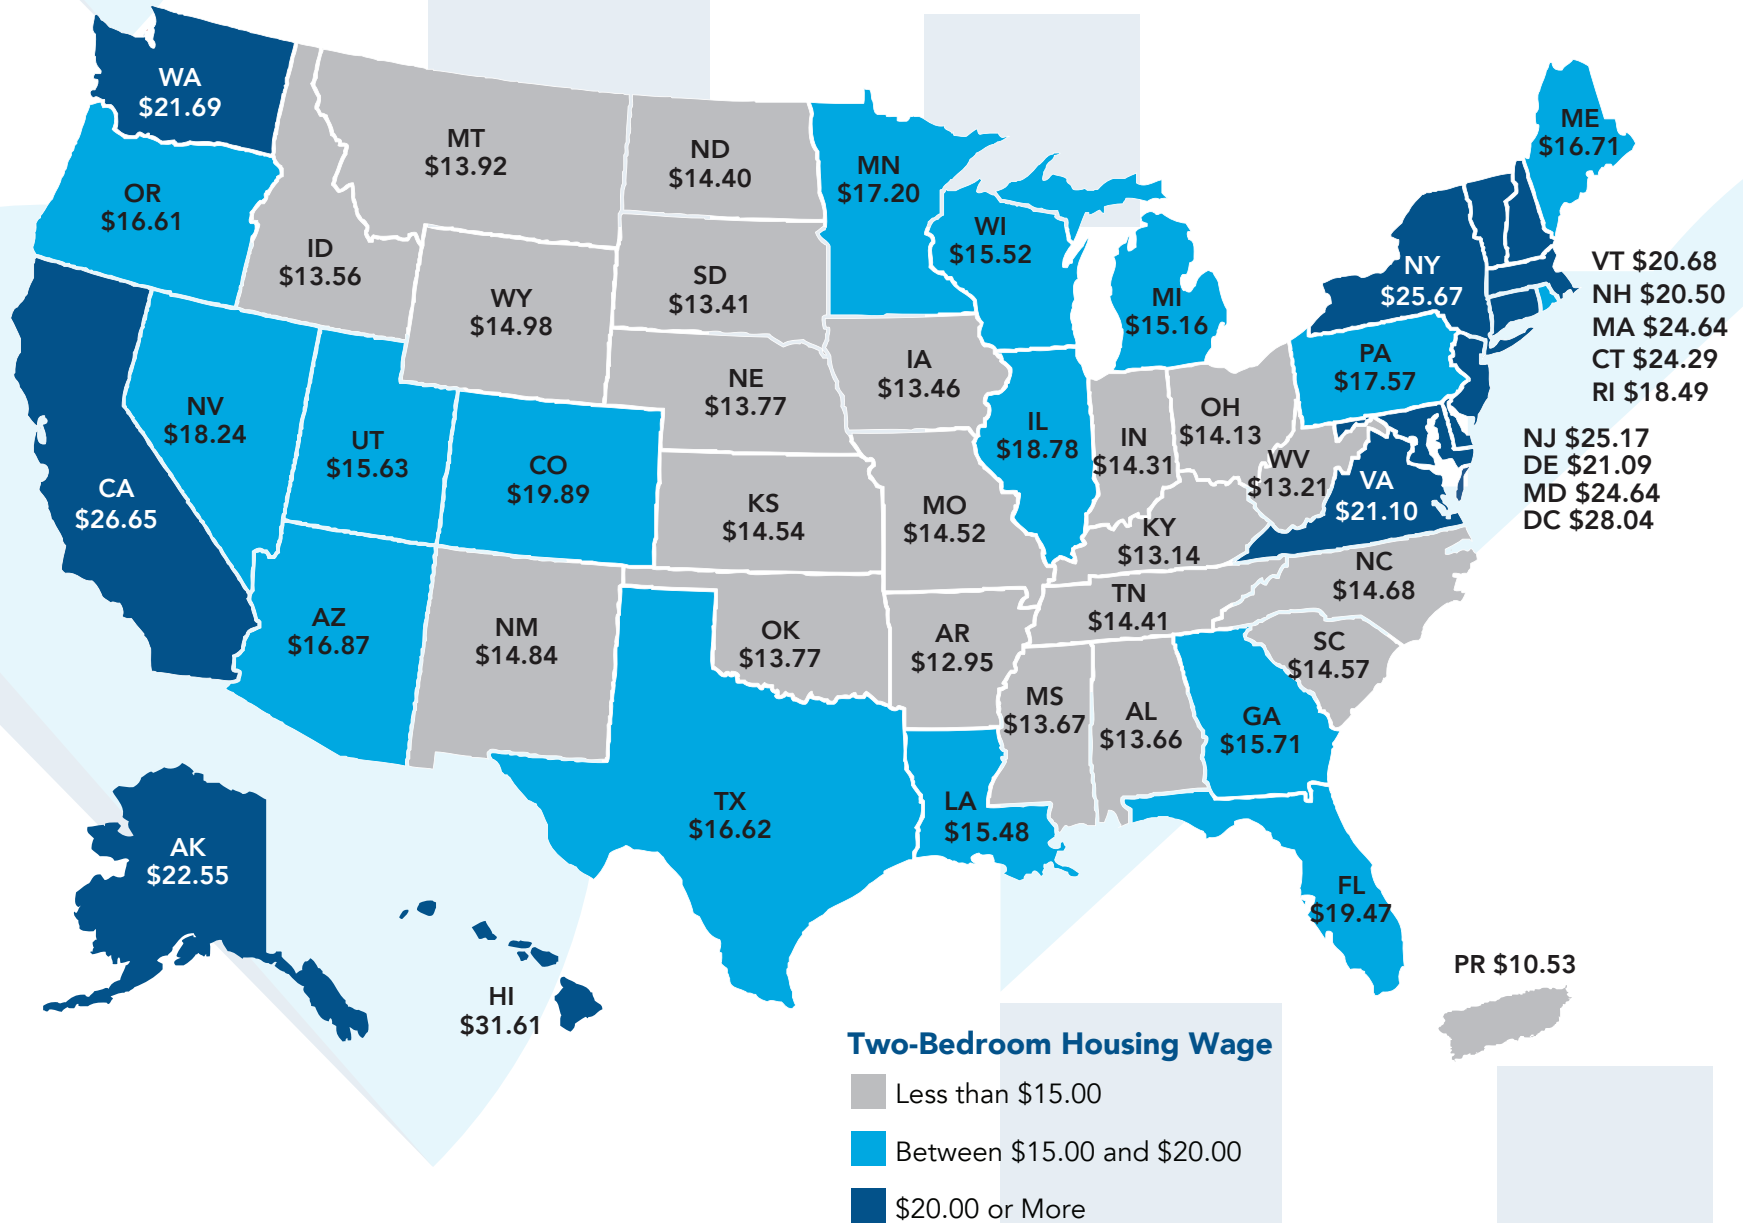 WA
$21.69
MT
$13.92
ND
$14.40
MN
$17.20
ME
$16.71
OR
$16.61
ID
$13.56
WY
$14.98
SD
$13.41
WI
$15.52
MI
$15.16
NY
$25.67
VT $20.68
NH $20.50
MA $24.64
CT $24.29
RI $18.49
NV
$18.24
UT
$15.63
CO
$19.89
NE
$13.77
IA
$13.46
IL
$18.78
IN
$14.31
OH
$14.13
PA
$17.57
NJ $25.17
DE $21.09
MD $24.64
DC $28.04
CA
$26.65
KS
$14.54
MO
$14.52
KY
$13.14
WV
$13.21
VA
$21.10
AZ
$16.87
NM
$14.84
OK
$13.77
AR
$12.95
TN
$14.41
NC
$14.68
SC
$14.57
MS
$13.67
AL
$13.66
GA
$15.71
TX
$16.62
LA
$15.48
FL
$19.47
AK
$22.55
HI
$31.61
PR $10.53
Two-Bedroom Housing Wage
Less than $15.00
Between $15.00 and $20.00
$20.00 or More